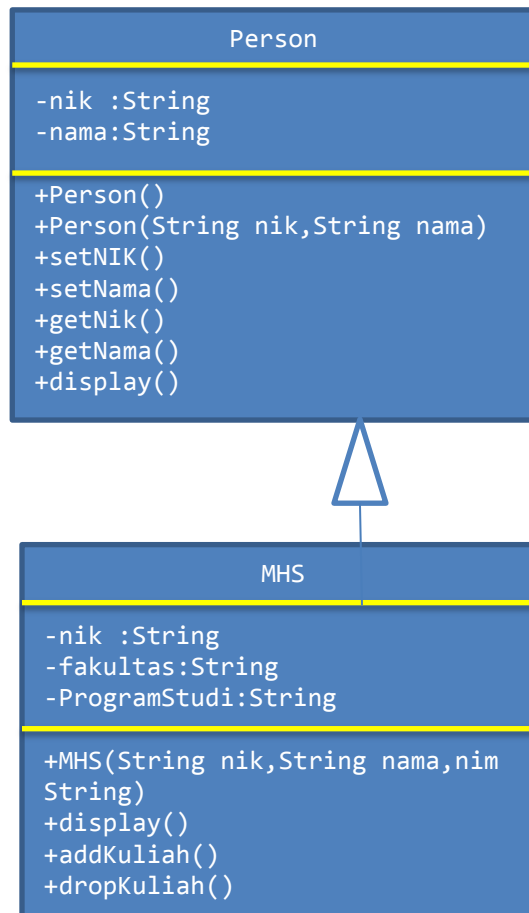 Person
-nik :String
-nama:String
+Person()
+Person(String nik,String nama)
+setNIK()
+setNama()
+getNik()
+getNama()
+display()
MHS
-nik :String
-fakultas:String
-ProgramStudi:String
+MHS(String nik,String nama,nim
String)
+display()
+addKuliah()
+dropKuliah()